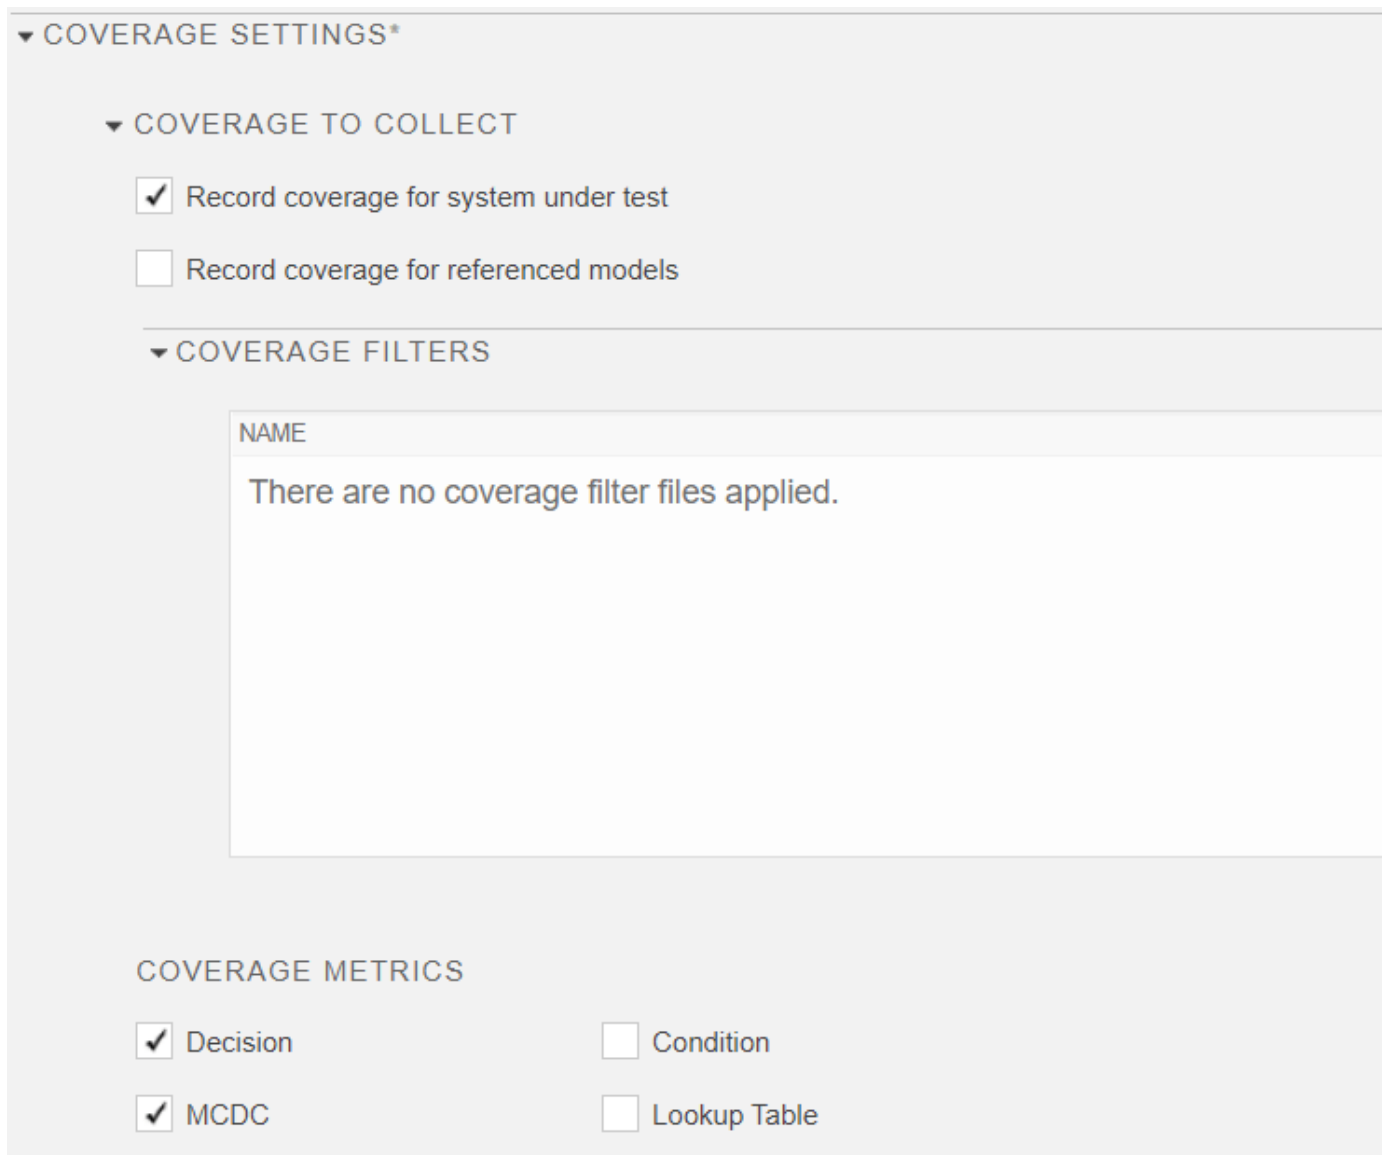 COVERAGE SETTINGS*
COVERAGE TO COLLECT
Record coverage for system under test
Record coverage for referenced models
COVERAGE FILTERS
NAME
There are no coverage filter files applied.
COVERAGE METRICS
Decision
Condition
MCDC
Lookup Table